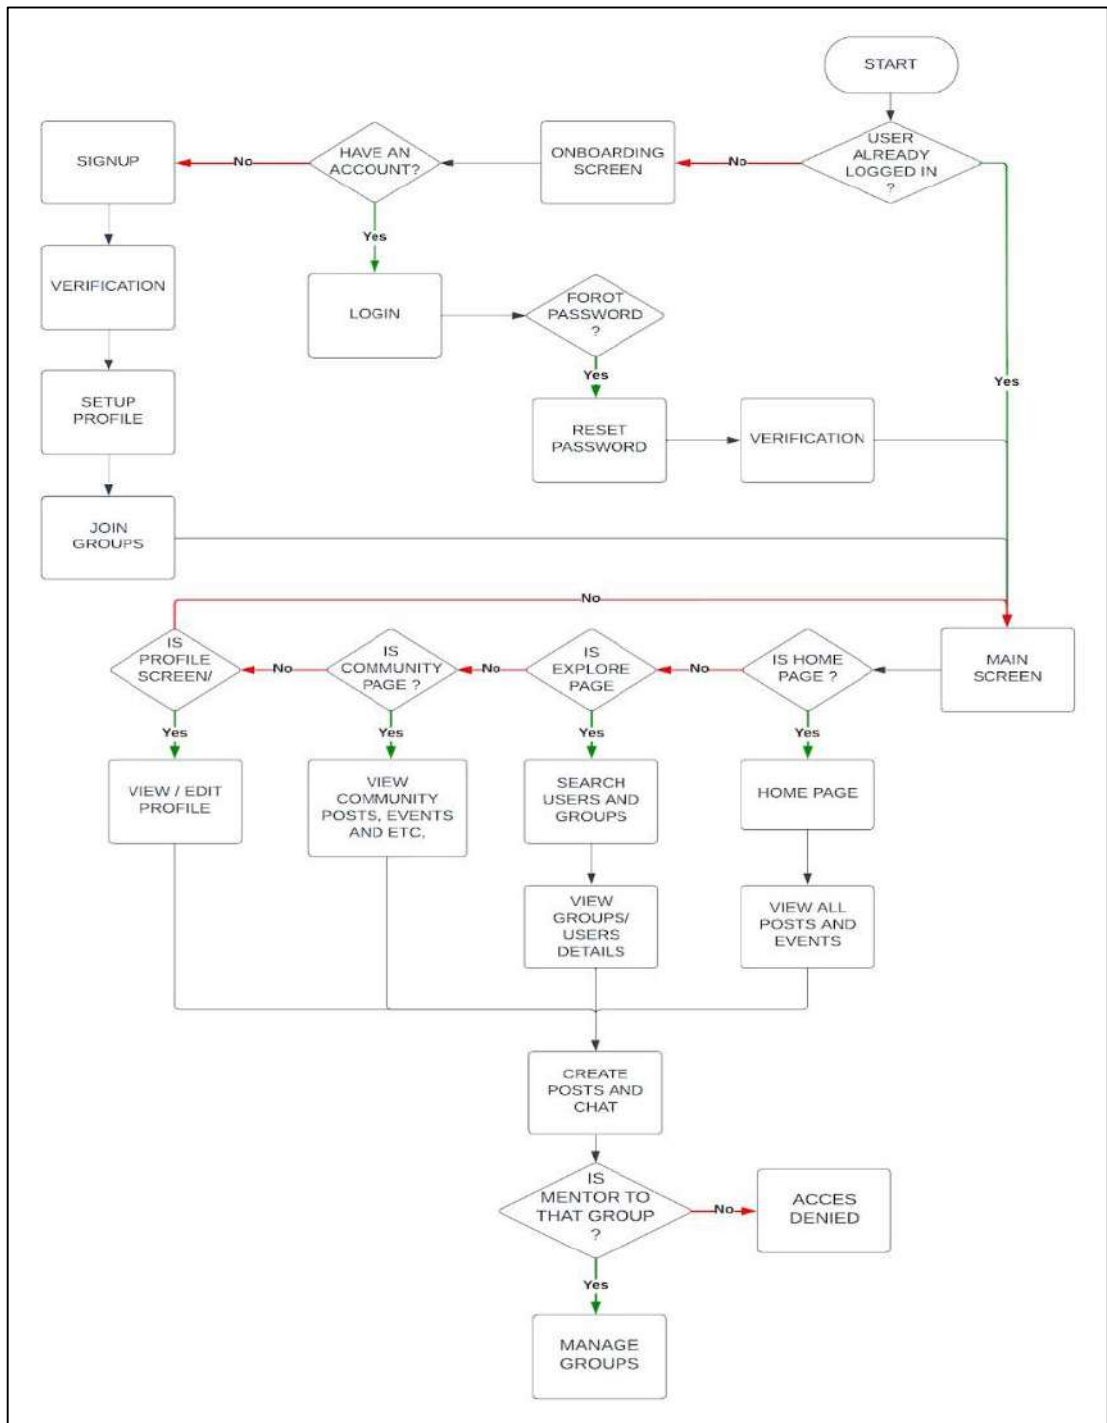 START
SIGNUP
No
HAVE AN
ACCOUNT?
ONBOARDING
SCREEN
No
USER
ALREADY
LOGGED IN
?
Yes
VERIFICATION
LOGIN
FOROT
PASSWORD
?
Yes
Yes
SETUP
PROFILE
RESET
PASSWORD
VERIFICATION
JOIN
GROUPS
No
IS
PROFILE
SCREEN/
No
IS
COMMUNITY
PAGE ?
No
IS
EXPLORE
PAGE
No
IS HOME
PAGE ?
MAIN
SCREEN
Yes
Yes
Yes
Yes
VIEW / EDIT
PROFILE
VIEW
COMMUNITY
POSTS, EVENTS
AND ETC,
SEARCH
USERS AND
GROUPS
HOME PAGE
VIEW
GROUPS/
USERS
DETAILS
VIEW ALL
POSTS AND
EVENTS
CREATE
POSTS AND
CHAT
IS
MENTOR TO
THAT GROUP
?
No
ACCES
DENIED
Yes
MANAGE
GROUPS